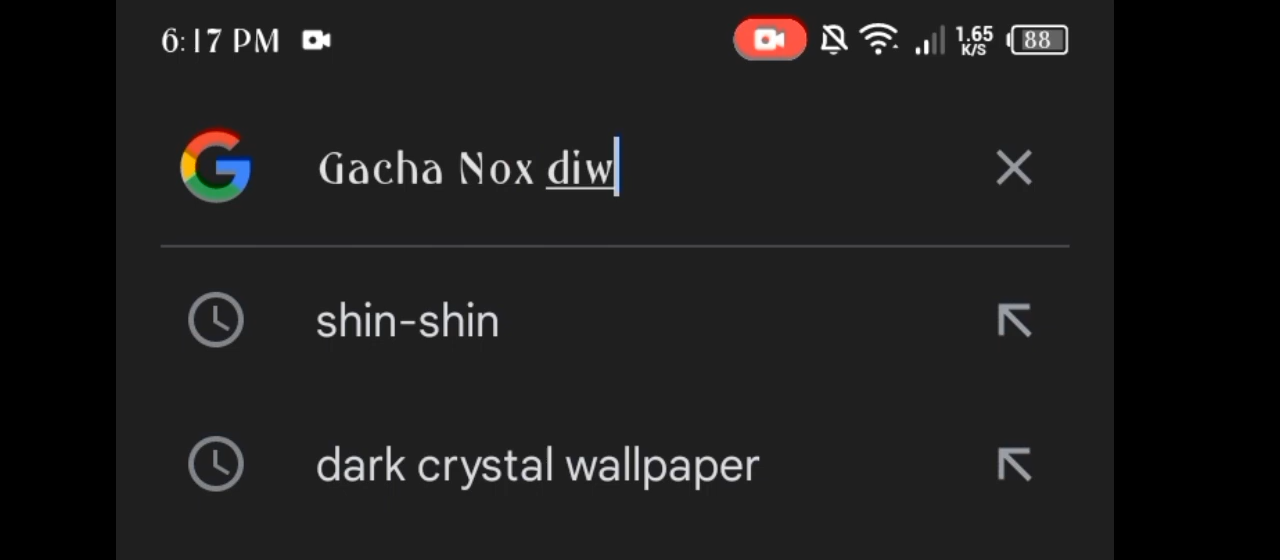 6:17 PM 1.65 K/S 88
Gacha Nox diw
shin-shin
dark crystal wallpaper